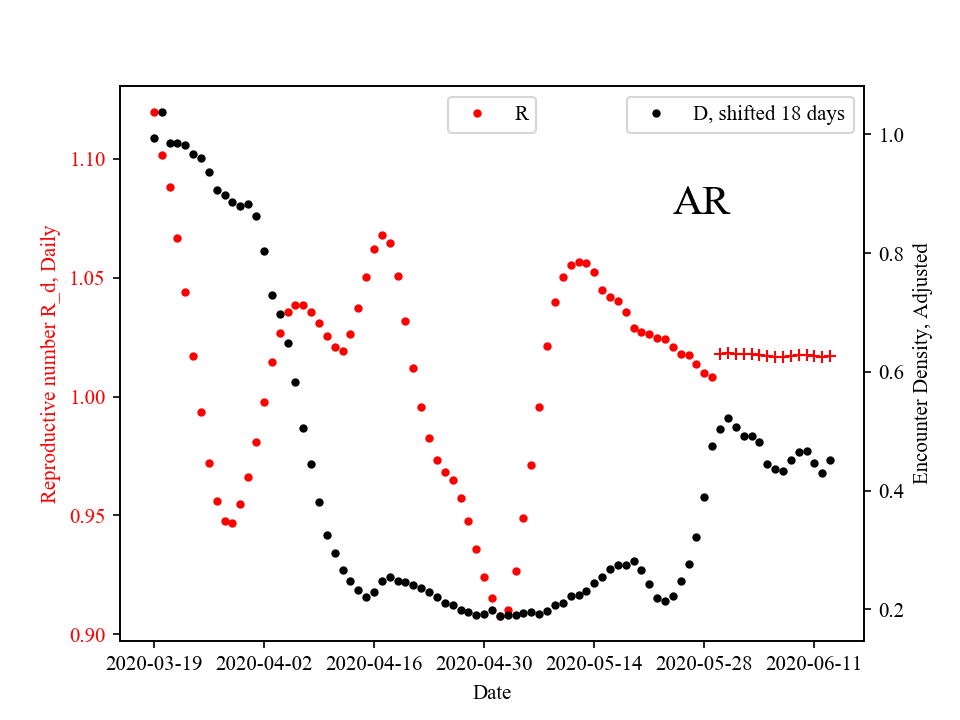 R
D, shifted 18 days
AR
Reproductive number R_d, Daily
1.10
1.05
1.00
0.95
0.90
1.0
0.8
0.6
0.4
0.2
Encounter Density, Adjusted
2020-03-19 2020-04-02 2020-04-16 2020-04-30 2020-05-14 2020-05-28 2020-06-11
Date